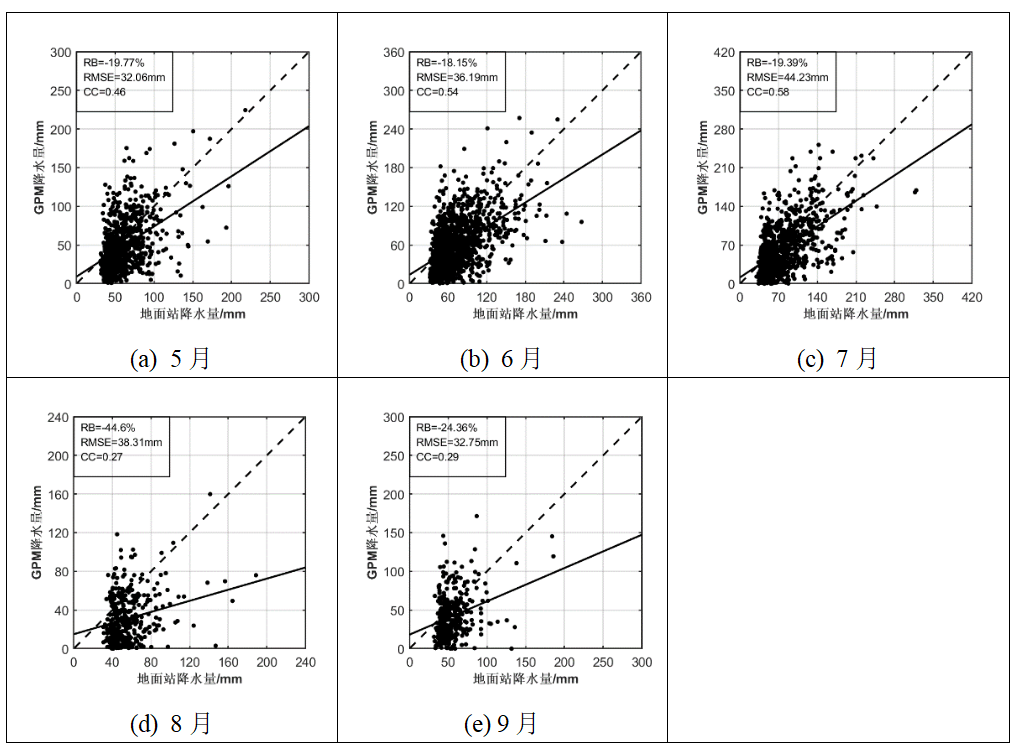 RB=-19.77%
RMSE=32.06mm
CC=0.46
300
250
200
150
100
50
0
GPM降水量/mm
0 50 100 150 200 250 300
地面站降水量/mm
(a) 5月
RB=-18.15%
RMSE=36.19mm
CC=0.54
360
300
240
180
120
60
0
GPM降水量/mm
0 60 120 180 240 300 360
地面站降水量/mm
(b) 6月
RB=-19.39%
RMSE=44.23mm
CC=0.58
420
350
280
210
140
70
0
GPM降水量/mm
0 70 140 210 280 350 420
地面站降水量/mm
(c) 7月
RB=-44.6%
RMSE=38.31mm
CC=0.27
240
200
160
120
80
40
0
GPM降水量/mm
0 40 80 120 160 200 240
地面站降水量/mm
(d) 8月
RB=-24.36%
RMSE=32.75mm
CC=0.29
300
250
200
150
100
50
0
GPM降水量/mm
0 50 100 150 200 250 300
地面站降水量/mm
(e) 9月